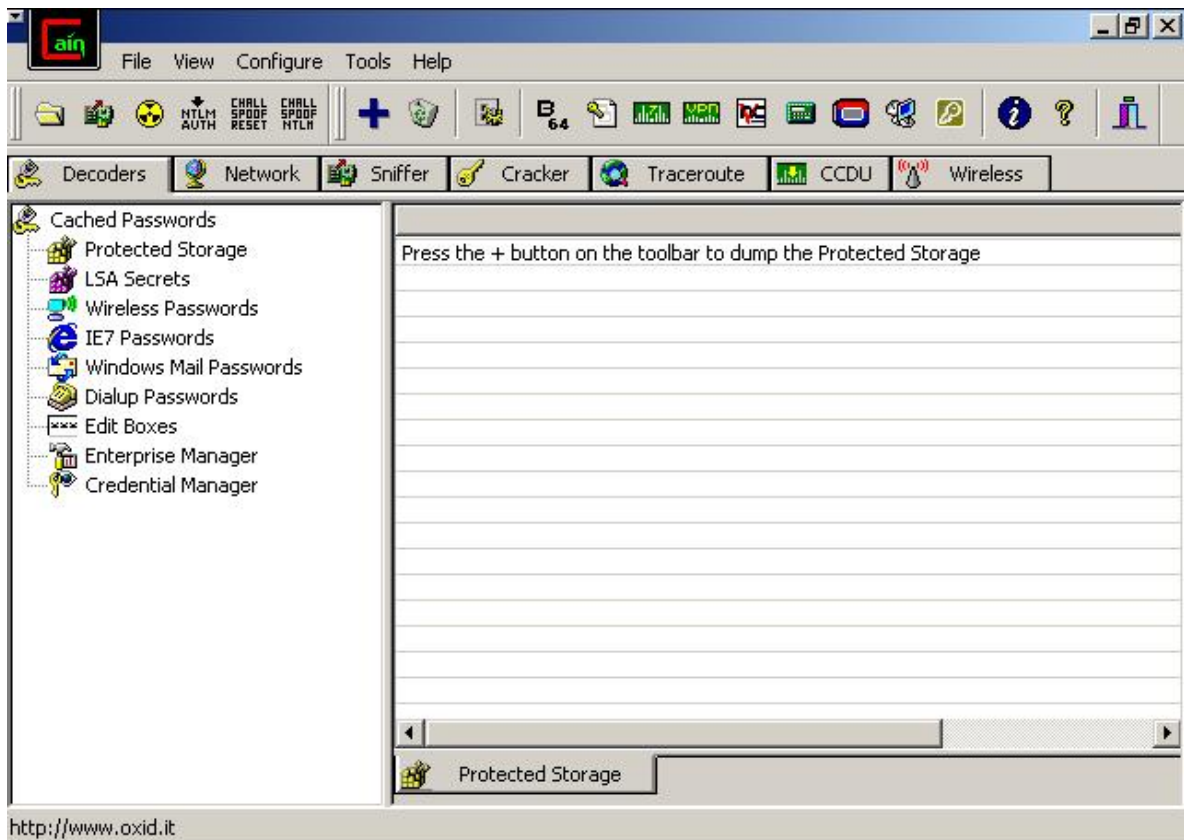 Cain
File View Configure Tools Help
NTLM AUTH
CHALL SPOOF RESET
CHALL SPOOF NTLM
B 64
Decoders Network Sniffer Cracker Traceroute CCDU Wireless
Cached Passwords
Protected Storage
LSA Secrets
Wireless Passwords
IE7 Passwords
Windows Mail Passwords
Dialup Passwords
Edit Boxes
Enterprise Manager
Credential Manager
Press the + button on the toolbar to dump the Protected Storage
Protected Storage
http://www.oxid.it